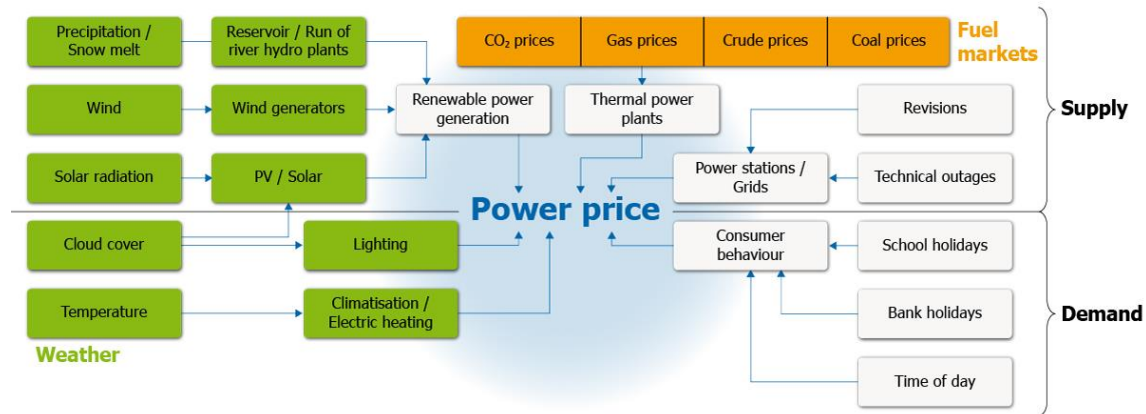 Precipitation /
Snow melt
Reservoir / Run of
river hydro plants
CO₂ prices
Gas prices
Crude prices
Coal prices
Fuel
markets
Wind
Wind generators
Renewable power
generation
Thermal power
plants
Revisions
Supply
Solar radiation
PV / Solar
Power stations /
Grids
Technical outages
Power price
Cloud cover
Lighting
Consumer
behaviour
School holidays
Temperature
Climatisation /
Electric heating
Bank holidays
Demand
Weather
Time of day